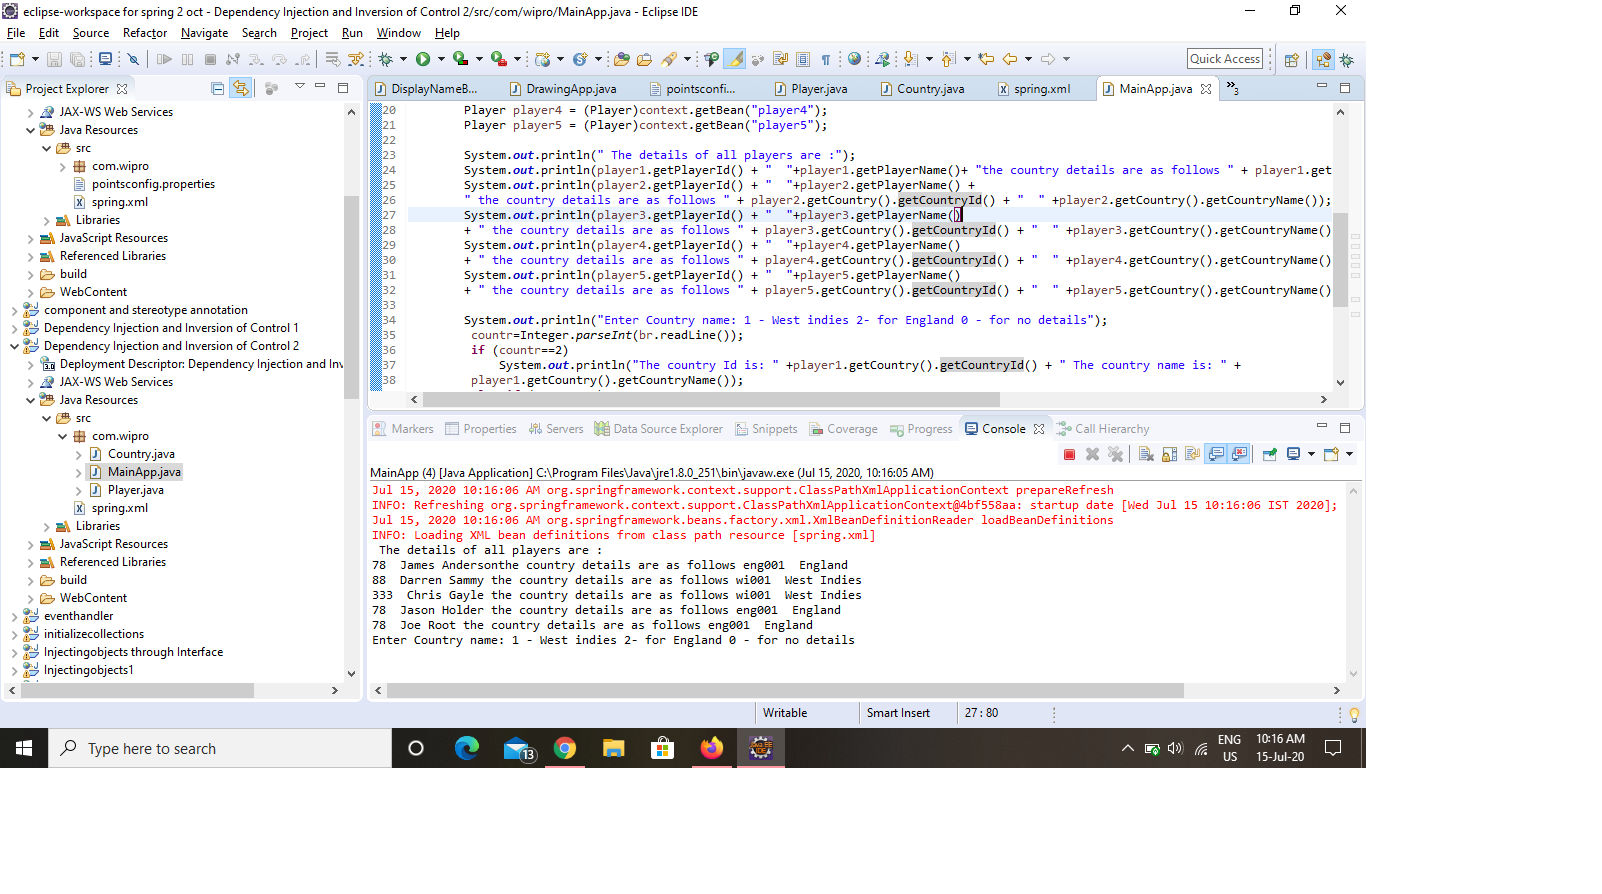 eclipse-workspace for spring 2 oct - Dependency Injection and Inversion of Control 2/src/com/wipro/MainApp.java - Eclipse IDE
File Edit Source Refactor Navigate Search Project Run Window Help
Quick Access
Project Explorer
JAX-WS Web Services
Java Resources
src
com.wipro
pointsconfig.properties
spring.xml
Libraries
JavaScript Resources
Referenced Libraries
build
WebContent
component and stereotype annotation
Dependency Injection and Inversion of Control 1
Dependency Injection and Inversion of Control 2
Deployment Descriptor: Dependency Injection and Inv
JAX-WS Web Services
Java Resources
src
com.wipro
Country.java
MainApp.java
Player.java
spring.xml
Libraries
JavaScript Resources
Referenced Libraries
build
WebContent
eventhandler
initializecollections
Injectingobjects through Interface
Injectingobjects1
DisplayNameB... DrawingApp.java pointsconfi... Player.java Country.java spring.xml MainApp.java »3
20 Player player4 = (Player)context.getBean("player4");
21 Player player5 = (Player)context.getBean("player5");
22
23 System.out.println(" The details of all players are :");
24 System.out.println(player1.getPlayerId() + "  "+player1.getPlayerName()+ "the country details are as follows " + player1.get
25 System.out.println(player2.getPlayerId() + "  "+player2.getPlayerName() +
26 " the country details are as follows " + player2.getCountry().getCountryId() + "  " +player2.getCountry().getCountryName());
27 System.out.println(player3.getPlayerId() + "  "+player3.getPlayerName()
28 + " the country details are as follows " + player3.getCountry().getCountryId() + "  " +player3.getCountry().getCountryName()
29 System.out.println(player4.getPlayerId() + "  "+player4.getPlayerName()
30 + " the country details are as follows " + player4.getCountry().getCountryId() + "  " +player4.getCountry().getCountryName()
31 System.out.println(player5.getPlayerId() + "  "+player5.getPlayerName()
32 + " the country details are as follows " + player5.getCountry().getCountryId() + "  " +player5.getCountry().getCountryName()
33
34 System.out.println("Enter Country name: 1 - West indies 2- for England 0 - for no details");
35 countr=Integer.parseInt(br.readLine());
36 if (countr==2)
37 System.out.println("The country Id is: " +player1.getCountry().getCountryId() + " The country name is: " +
38 player1.getCountry().getCountryName());
Markers Properties Servers Data Source Explorer Snippets Coverage Progress Console Call Hierarchy
MainApp (4) [Java Application] C:\Program Files\Java\jre1.8.0_251\bin\javaw.exe (Jul 15, 2020, 10:16:05 AM)
Jul 15, 2020 10:16:06 AM org.springframework.context.support.ClassPathXmlApplicationContext prepareRefresh
INFO: Refreshing org.springframework.context.support.ClassPathXmlApplicationContext@4bf558aa: startup date [Wed Jul 15 10:16:06 IST 2020];
Jul 15, 2020 10:16:06 AM org.springframework.beans.factory.xml.XmlBeanDefinitionReader loadBeanDefinitions
INFO: Loading XML bean definitions from class path resource [spring.xml]
The details of all players are :
78  James Andersonthe country details are as follows eng001  England
88  Darren Sammy the country details are as follows wi001  West Indies
333  Chris Gayle the country details are as follows wi001  West Indies
78  Jason Holder the country details are as follows eng001  England
78  Joe Root the country details are as follows eng001  England
Enter Country name: 1 - West indies 2- for England 0 - for no details
Writable Smart Insert 27 : 80
Type here to search
13
ENG
US
10:16 AM
15-Jul-20